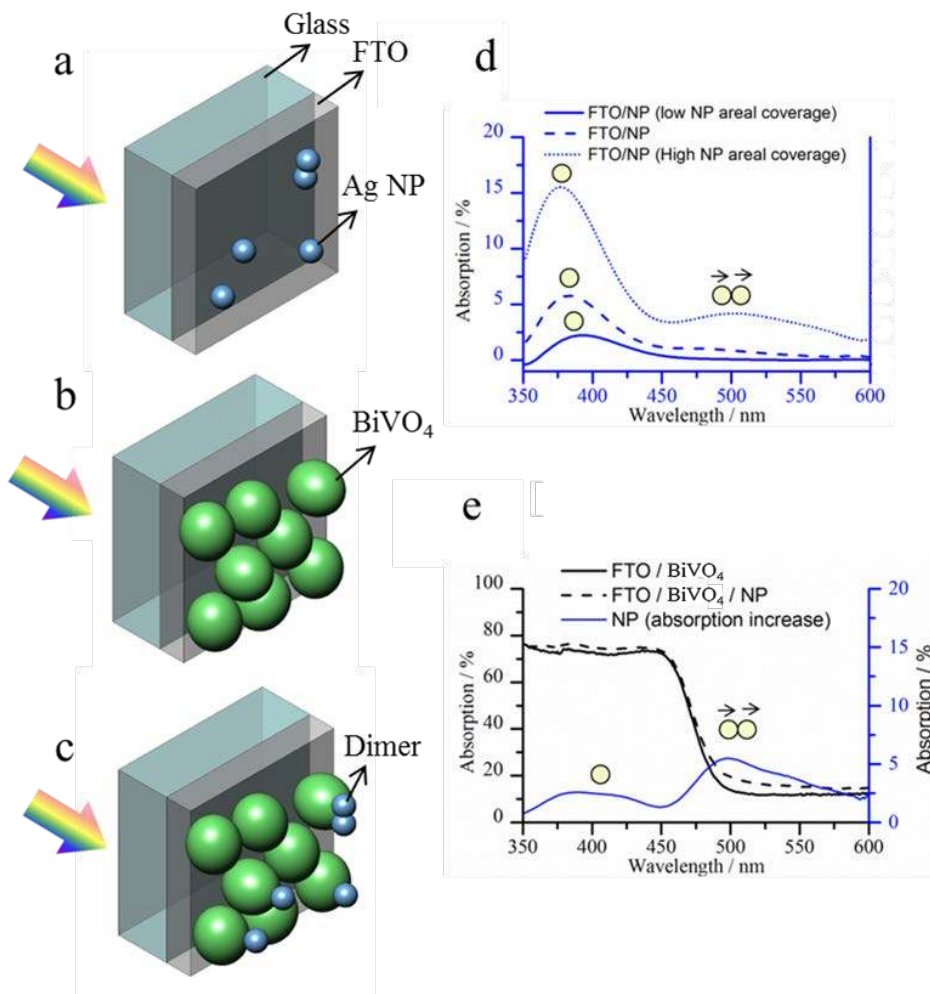 a
Glass
FTO
Ag NP
b
BiVO₄
c
Dimer
d
FTO/NP (low NP areal coverage)
FTO/NP
FTO/NP (High NP areal coverage)
20
15
10
5
0
Absorption / %
350 400 450 500 550 600
Wavelength / nm
e
FTO / BiVO₄
FTO / BiVO₄ / NP
NP (absorption increase)
100
80
60
40
20
0
Absorption / %
20
15
10
5
0
Absorption / %
Absorption / %
350 400 450 500 550 600
Wavelength / nm